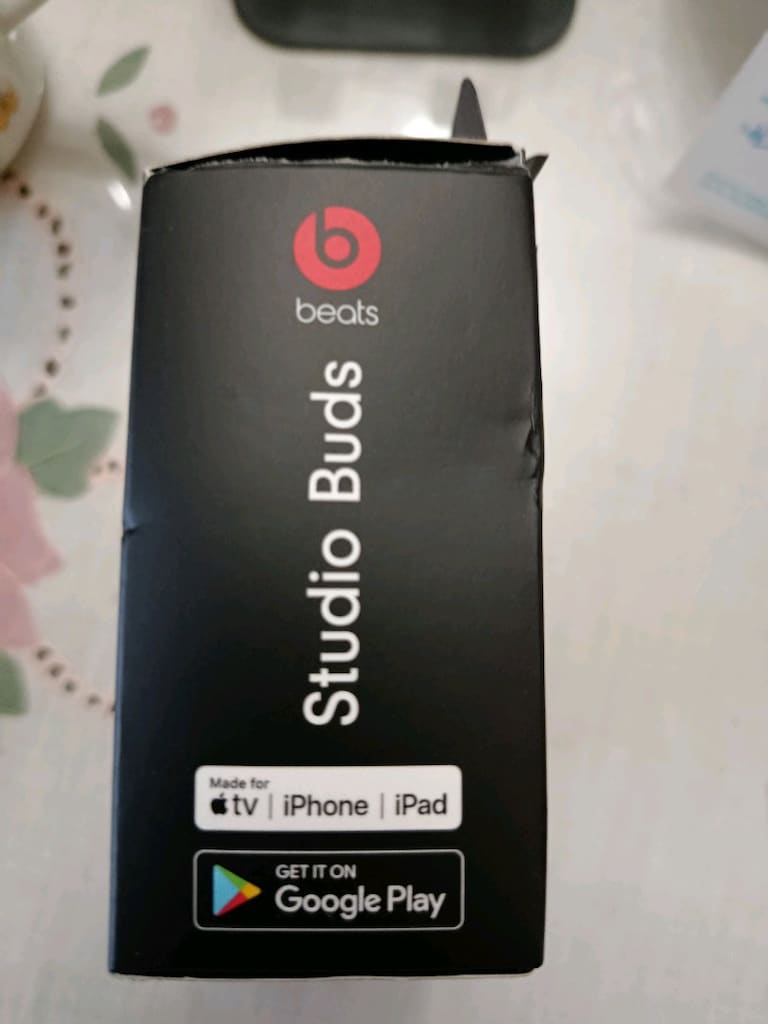 beats
Studio Buds
Made for
tv | iPhone | iPad
GET IT ON
Google Play